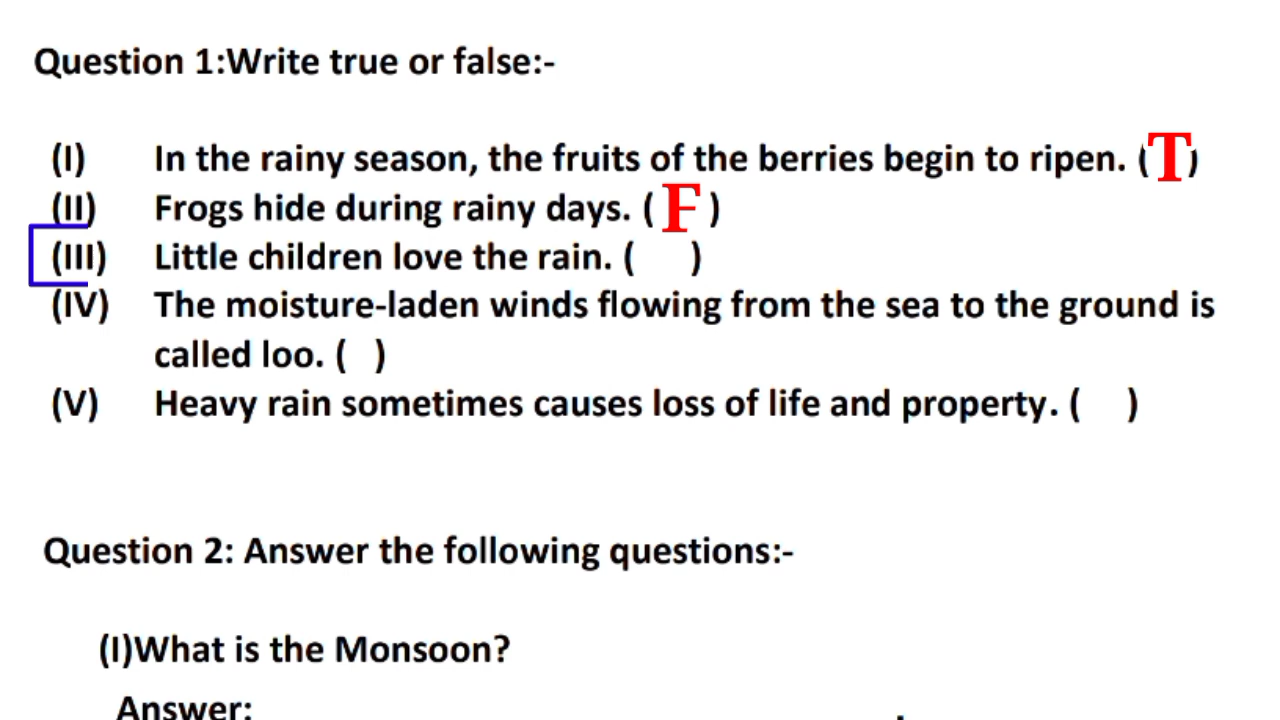 Question 1:Write true or false:-
(I) In the rainy season, the fruits of the berries begin to ripen. (T)
(II) Frogs hide during rainy days. ( F )
(III) Little children love the rain. ( )
(IV) The moisture-laden winds flowing from the sea to the ground is
called loo. ( )
(V) Heavy rain sometimes causes loss of life and property. ( )
Question 2: Answer the following questions:-
(I)What is the Monsoon?
Answer: